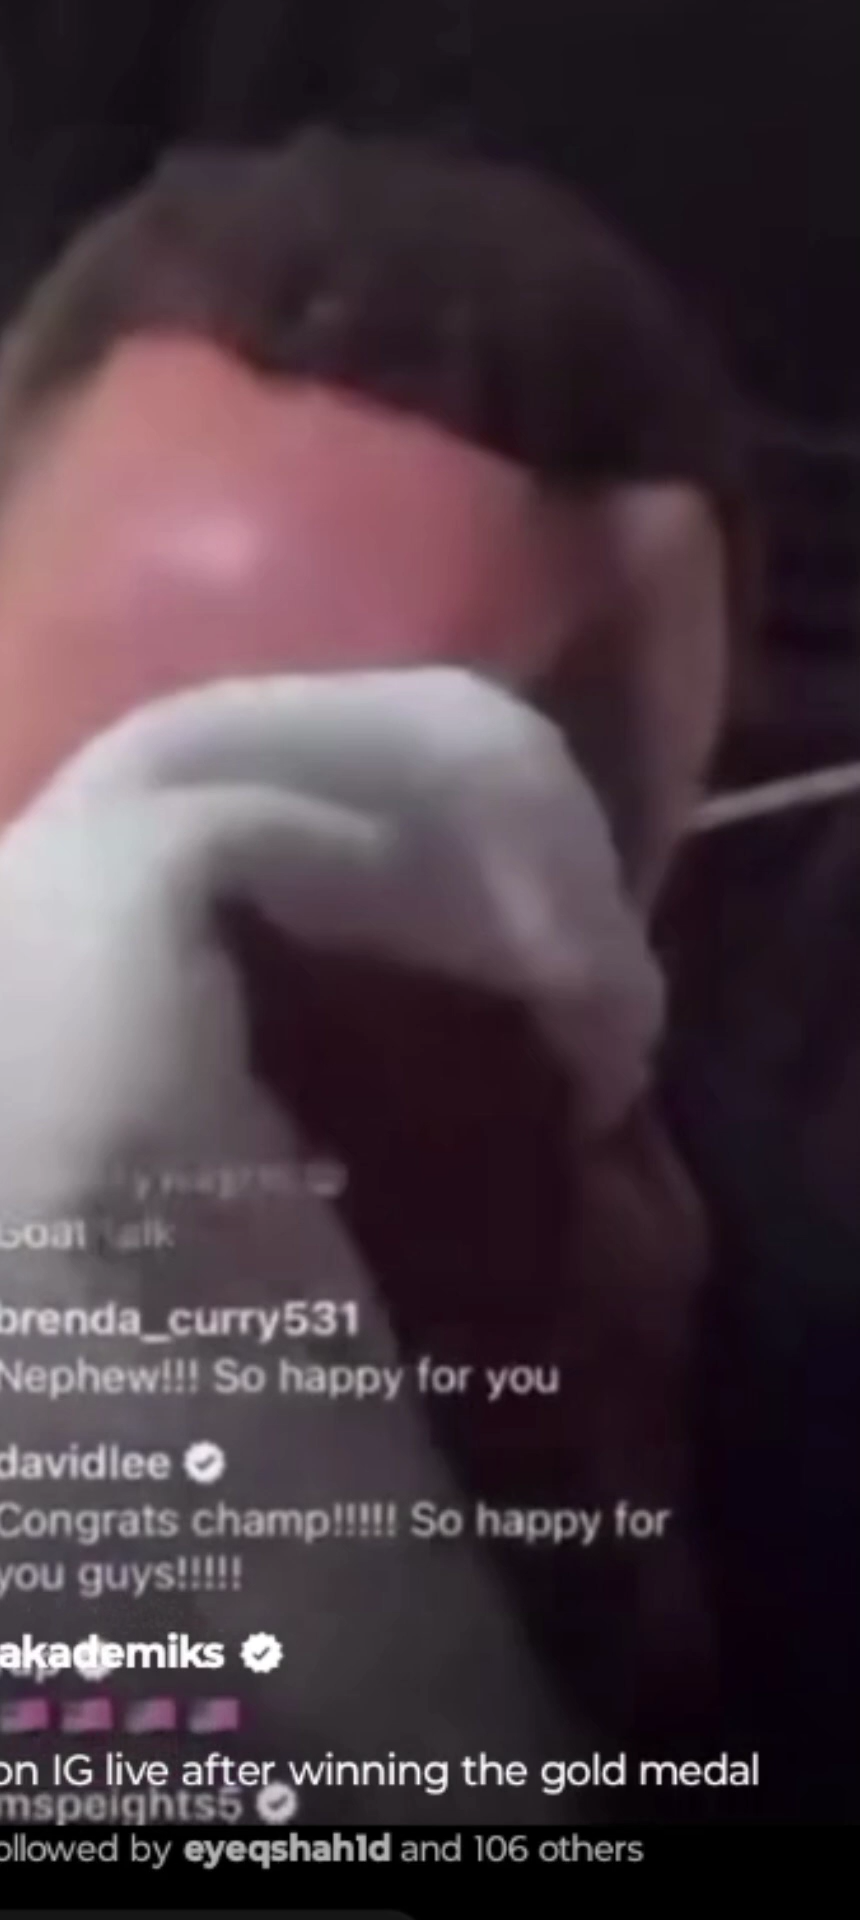 brenda_curry531
Nephew!!! So happy for you
davidlee
Congrats champ!!!!! So happy for
you guys!!!!!
akademiks
on IG live after winning the gold medal
mspeights5
ollowed by eyeqshah1d and 106 others